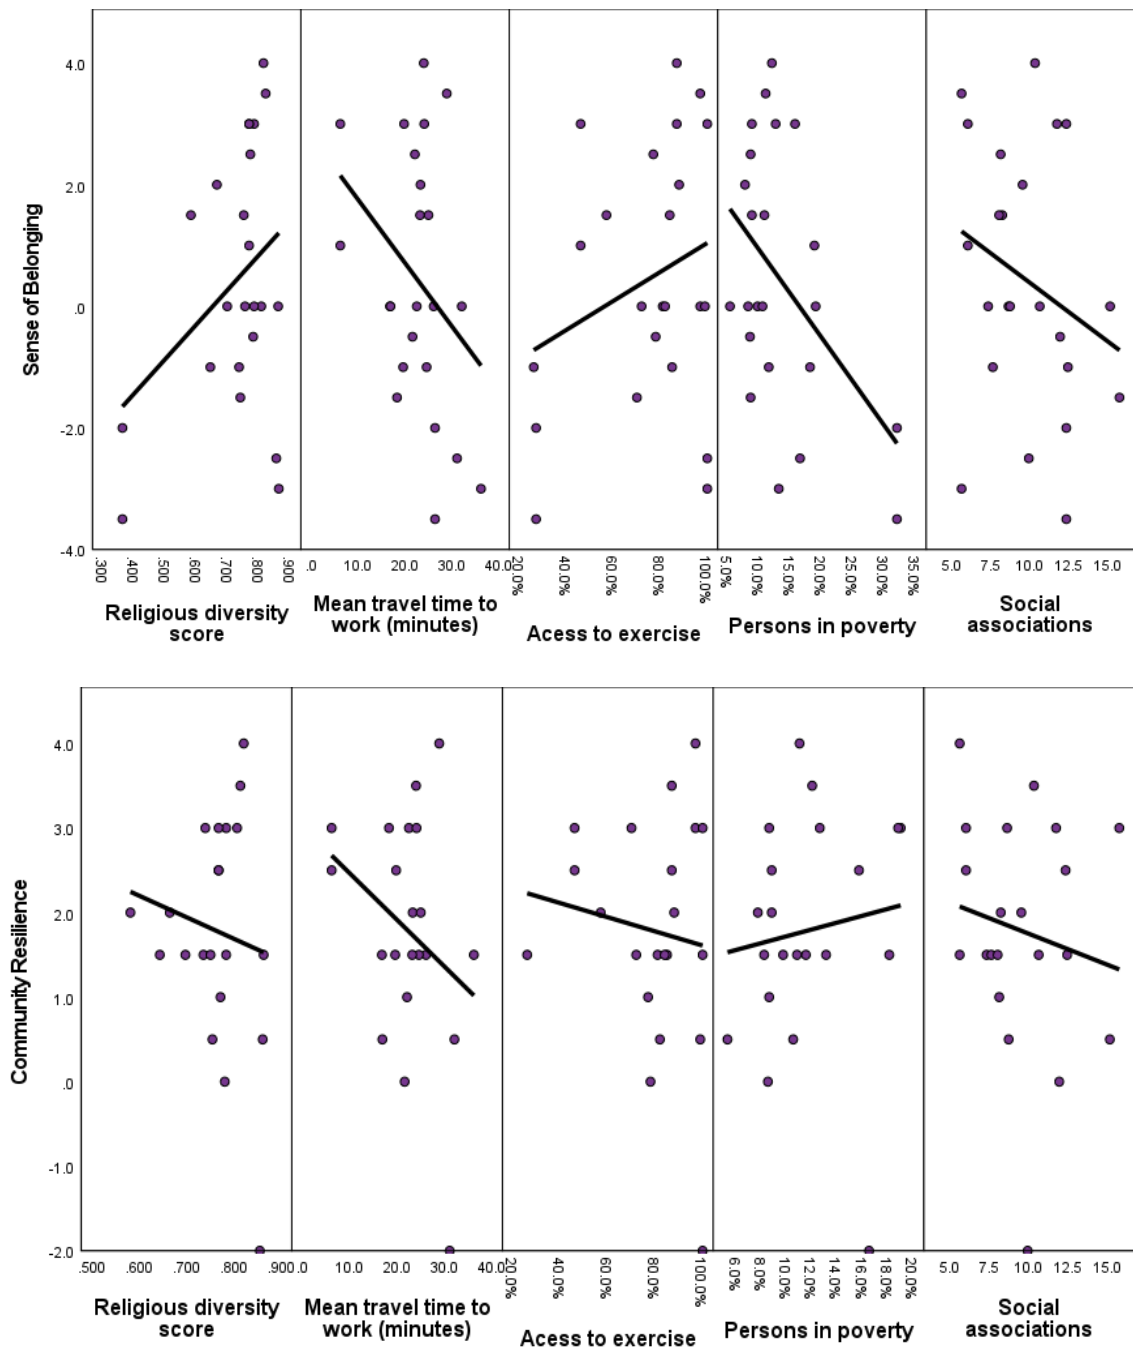 4.0
2.0
.0
-2.0
-4.0
Sense of Belonging
.300 .400 .600 .700 .800 .900 .0 10.0 20.0 30.0 40.0 20.0% 40.0% 60.0% 80.0% 100.0% 5.0% 10.0% 15.0% 20.0% 25.0% 30.0% 35.0% 5.0 7.5 10.0 12.5 15.0
Religious diversity score
Mean travel time to work (minutes)
Acess to exercise
Persons in poverty
Social associations
4.0
3.0
2.0
1.0
.0
-1.0
-2.0
Community Resilience
.500 .600 .700 .800 .900 .0 10.0 20.0 30.0 40.0 20.0% 40.0% 60.0% 80.0% 100.0% 6.0% 8.0% 10.0% 12.0% 14.0% 16.0% 18.0% 20.0% 5.0 7.5 10.0 12.5 15.0
Religious diversity score
Mean travel time to work (minutes)
Acess to exercise
Persons in poverty
Social associations